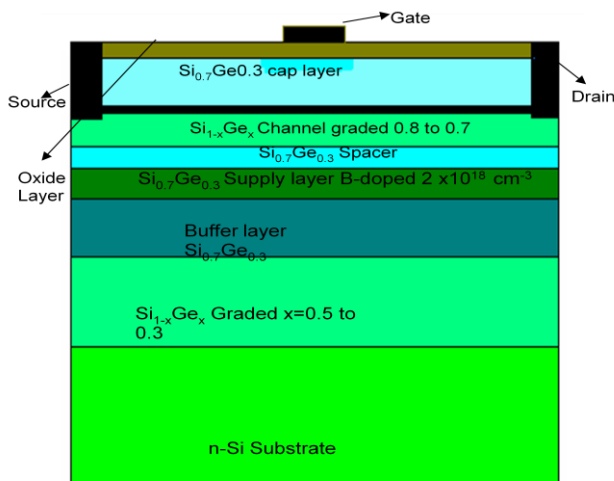 Gate
Si₀.₇Ge0.3 cap layer
Source
Drain
Si₁₋ₓGeₓ Channel graded 0.8 to 0.7
Si₀.₇Ge₀.₃ Spacer
Oxide
Layer
Si₀.₇Ge₀.₃ Supply layer B-doped 2 x10¹⁸ cm⁻³
Buffer layer
Si₀.₇Ge₀.₃
Si₁₋ₓGeₓ Graded x=0.5 to
0.3
n-Si Substrate